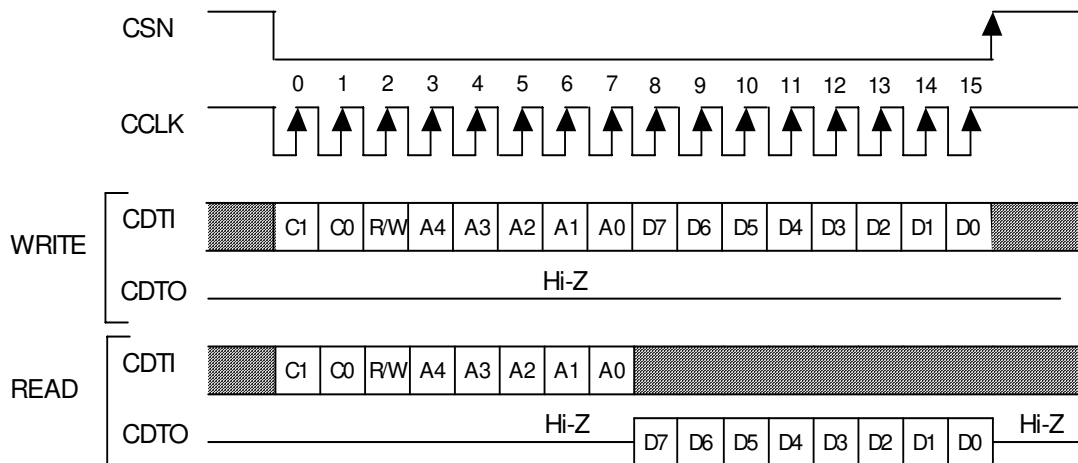 CSN
0 1 2 3 4 5 6 7 8 9 10 11 12 13 14 15
CCLK
WRITE
CDTI
C1 C0 R/W A4 A3 A2 A1 A0 D7 D6 D5 D4 D3 D2 D1 D0
Hi-Z
CDTO
READ
CDTI
C1 C0 R/W A4 A3 A2 A1 A0
CDTO
Hi-Z
D7 D6 D5 D4 D3 D2 D1 D0
Hi-Z